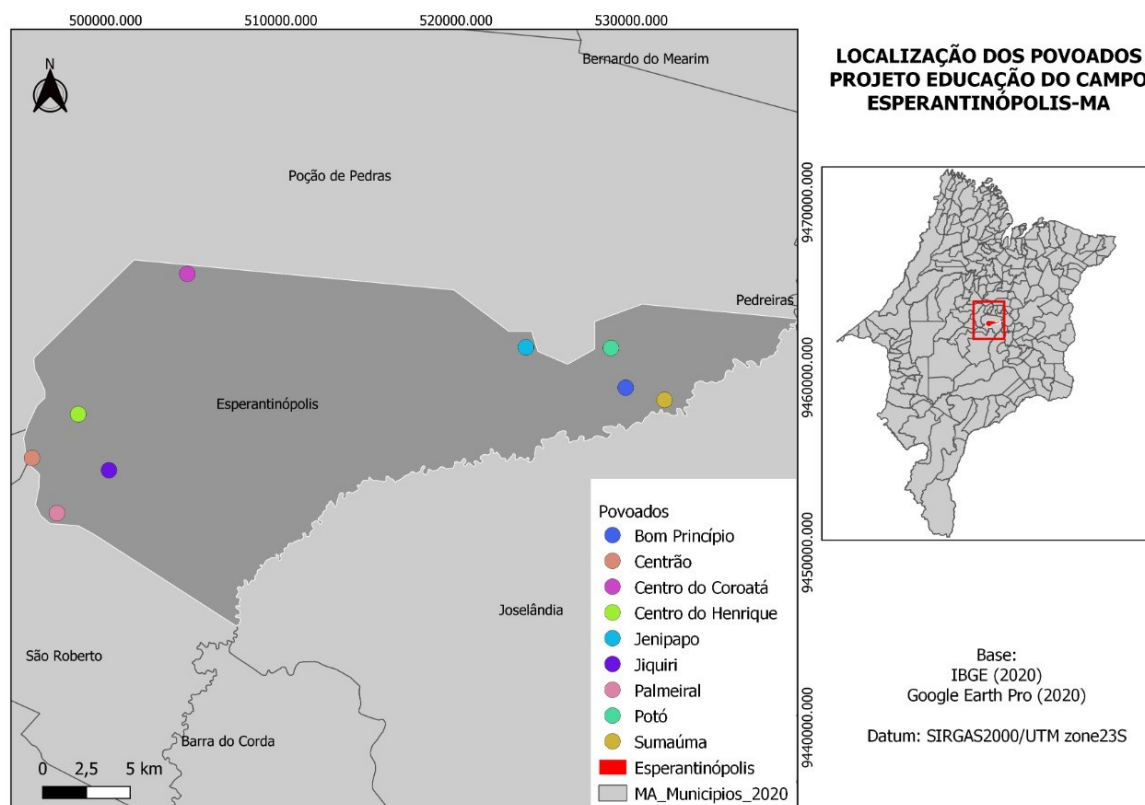 500000.000
510000.000
520000.000
530000.000
N
Bernardo do Mearim
Poção de Pedras
Pedreiras
Esperantinópolis
Joselândia
São Roberto
Barra do Corda
0 2,5 5 km
Povoados
Bom Princípio
Centrão
Centro do Coroatá
Centro do Henrique
Jenipapo
Jiquiri
Palmeiral
Potó
Sumaúma
Esperantinópolis
MA_Municipios_2020
9470000.000
9460000.000
9450000.000
9440000.000
LOCALIZAÇÃO DOS POVOADOS
PROJETO EDUCAÇÃO DO CAMPO
ESPERANTINÓPOLIS-MA
Base:
IBGE (2020)
Google Earth Pro (2020)
Datum: SIRGAS2000/UTM zone23S